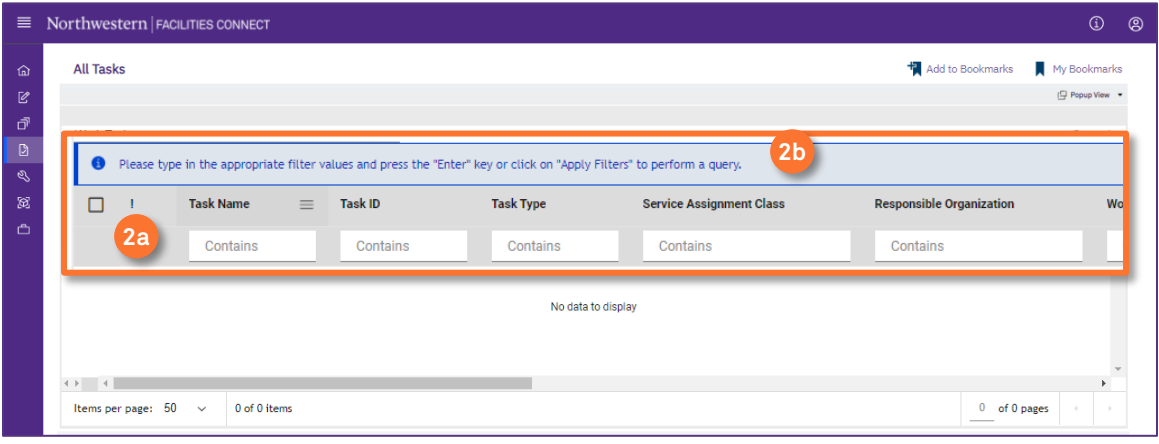 Northwestern | FACILITIES CONNECT
All Tasks
Add to Bookmarks
My Bookmarks
Popup View
2b
Please type in the appropriate filter values and press the "Enter" key or click on "Apply Filters" to perform a query.
! Task Name Task ID Task Type Service Assignment Class Responsible Organization Wo
2a
Contains Contains Contains Contains Contains
No data to display
Items per page: 50 0 of 0 items 0 of 0 pages